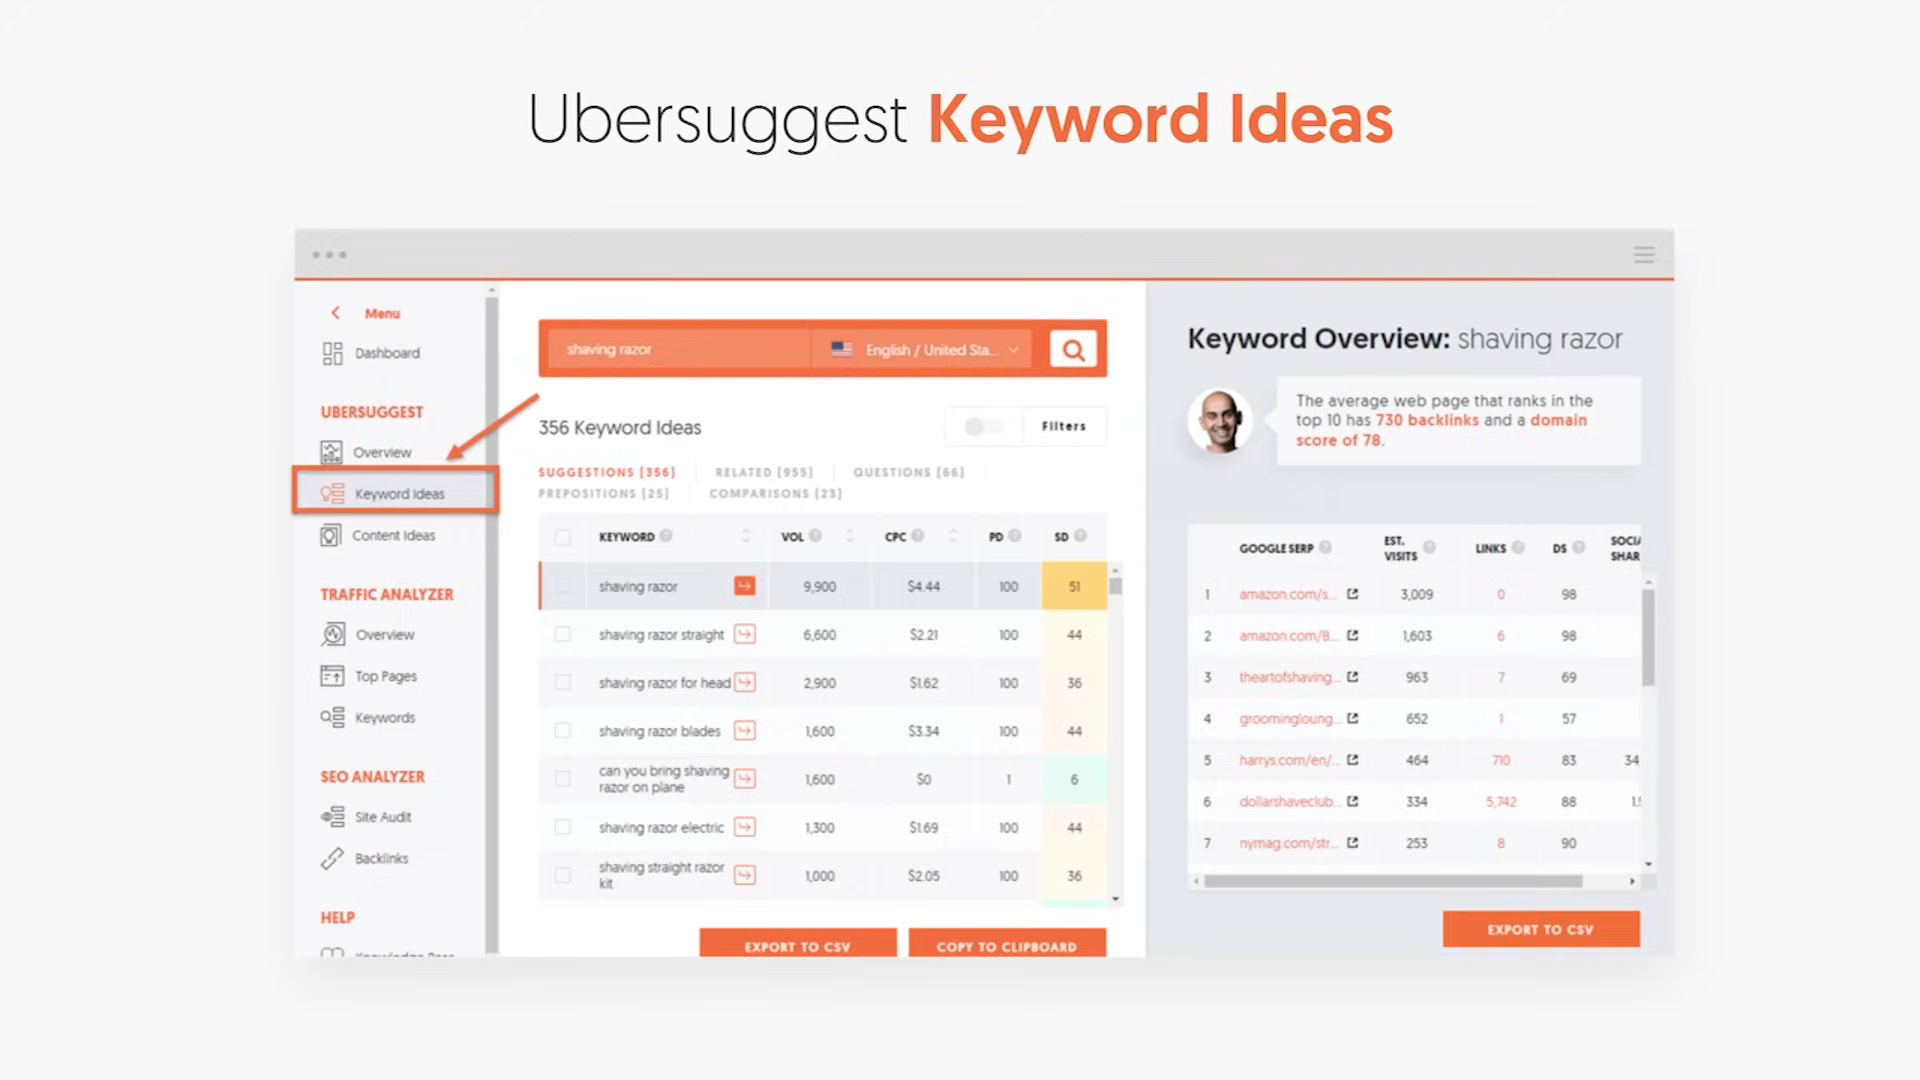 Ubersuggest Keyword Ideas
Menu
Dashboard
UBERSUGGEST
Overview
Keyword Ideas
Content Ideas
TRAFFIC ANALYZER
Overview
Top Pages
Keywords
SEO ANALYZER
Site Audit
Backlinks
HELP
shaving razor English / United Sta...
356 Keyword Ideas Filters
SUGGESTIONS (356) RELATED (955) QUESTIONS (66)
PREPOSITIONS (25) COMPARISONS (23)
KEYWORD VOL CPC PD SD
shaving razor 9,900 $4.44 100 51
shaving razor straight 6,600 $2.21 100 44
shaving razor for head 2,900 $1.62 100 36
shaving razor blades 1,600 $3.34 100 44
can you bring shaving
razor on plane 1,600 $0 1 6
shaving razor electric 1,300 $1.69 100 44
shaving straight razor
kit 1,000 $2.05 100 36
EXPORT TO CSV COPY TO CLIPBOARD
Keyword Overview: shaving razor
The average web page that ranks in the
top 10 has 730 backlinks and a domain
score of 78.
GOOGLE SERP EST. VISITS LINKS DS SOCIA SHAR
1 amazon.com/s... 3,009 0 98
2 amazon.com/B... 1,603 6 98
3 theartofshaving... 963 7 69
4 groomingloung... 652 1 57
5 harrys.com/en/... 464 710 83 34
6 dollarshaveclub... 334 5,742 88
7 nymag.com/str... 253 8 90
EXPORT TO CSV